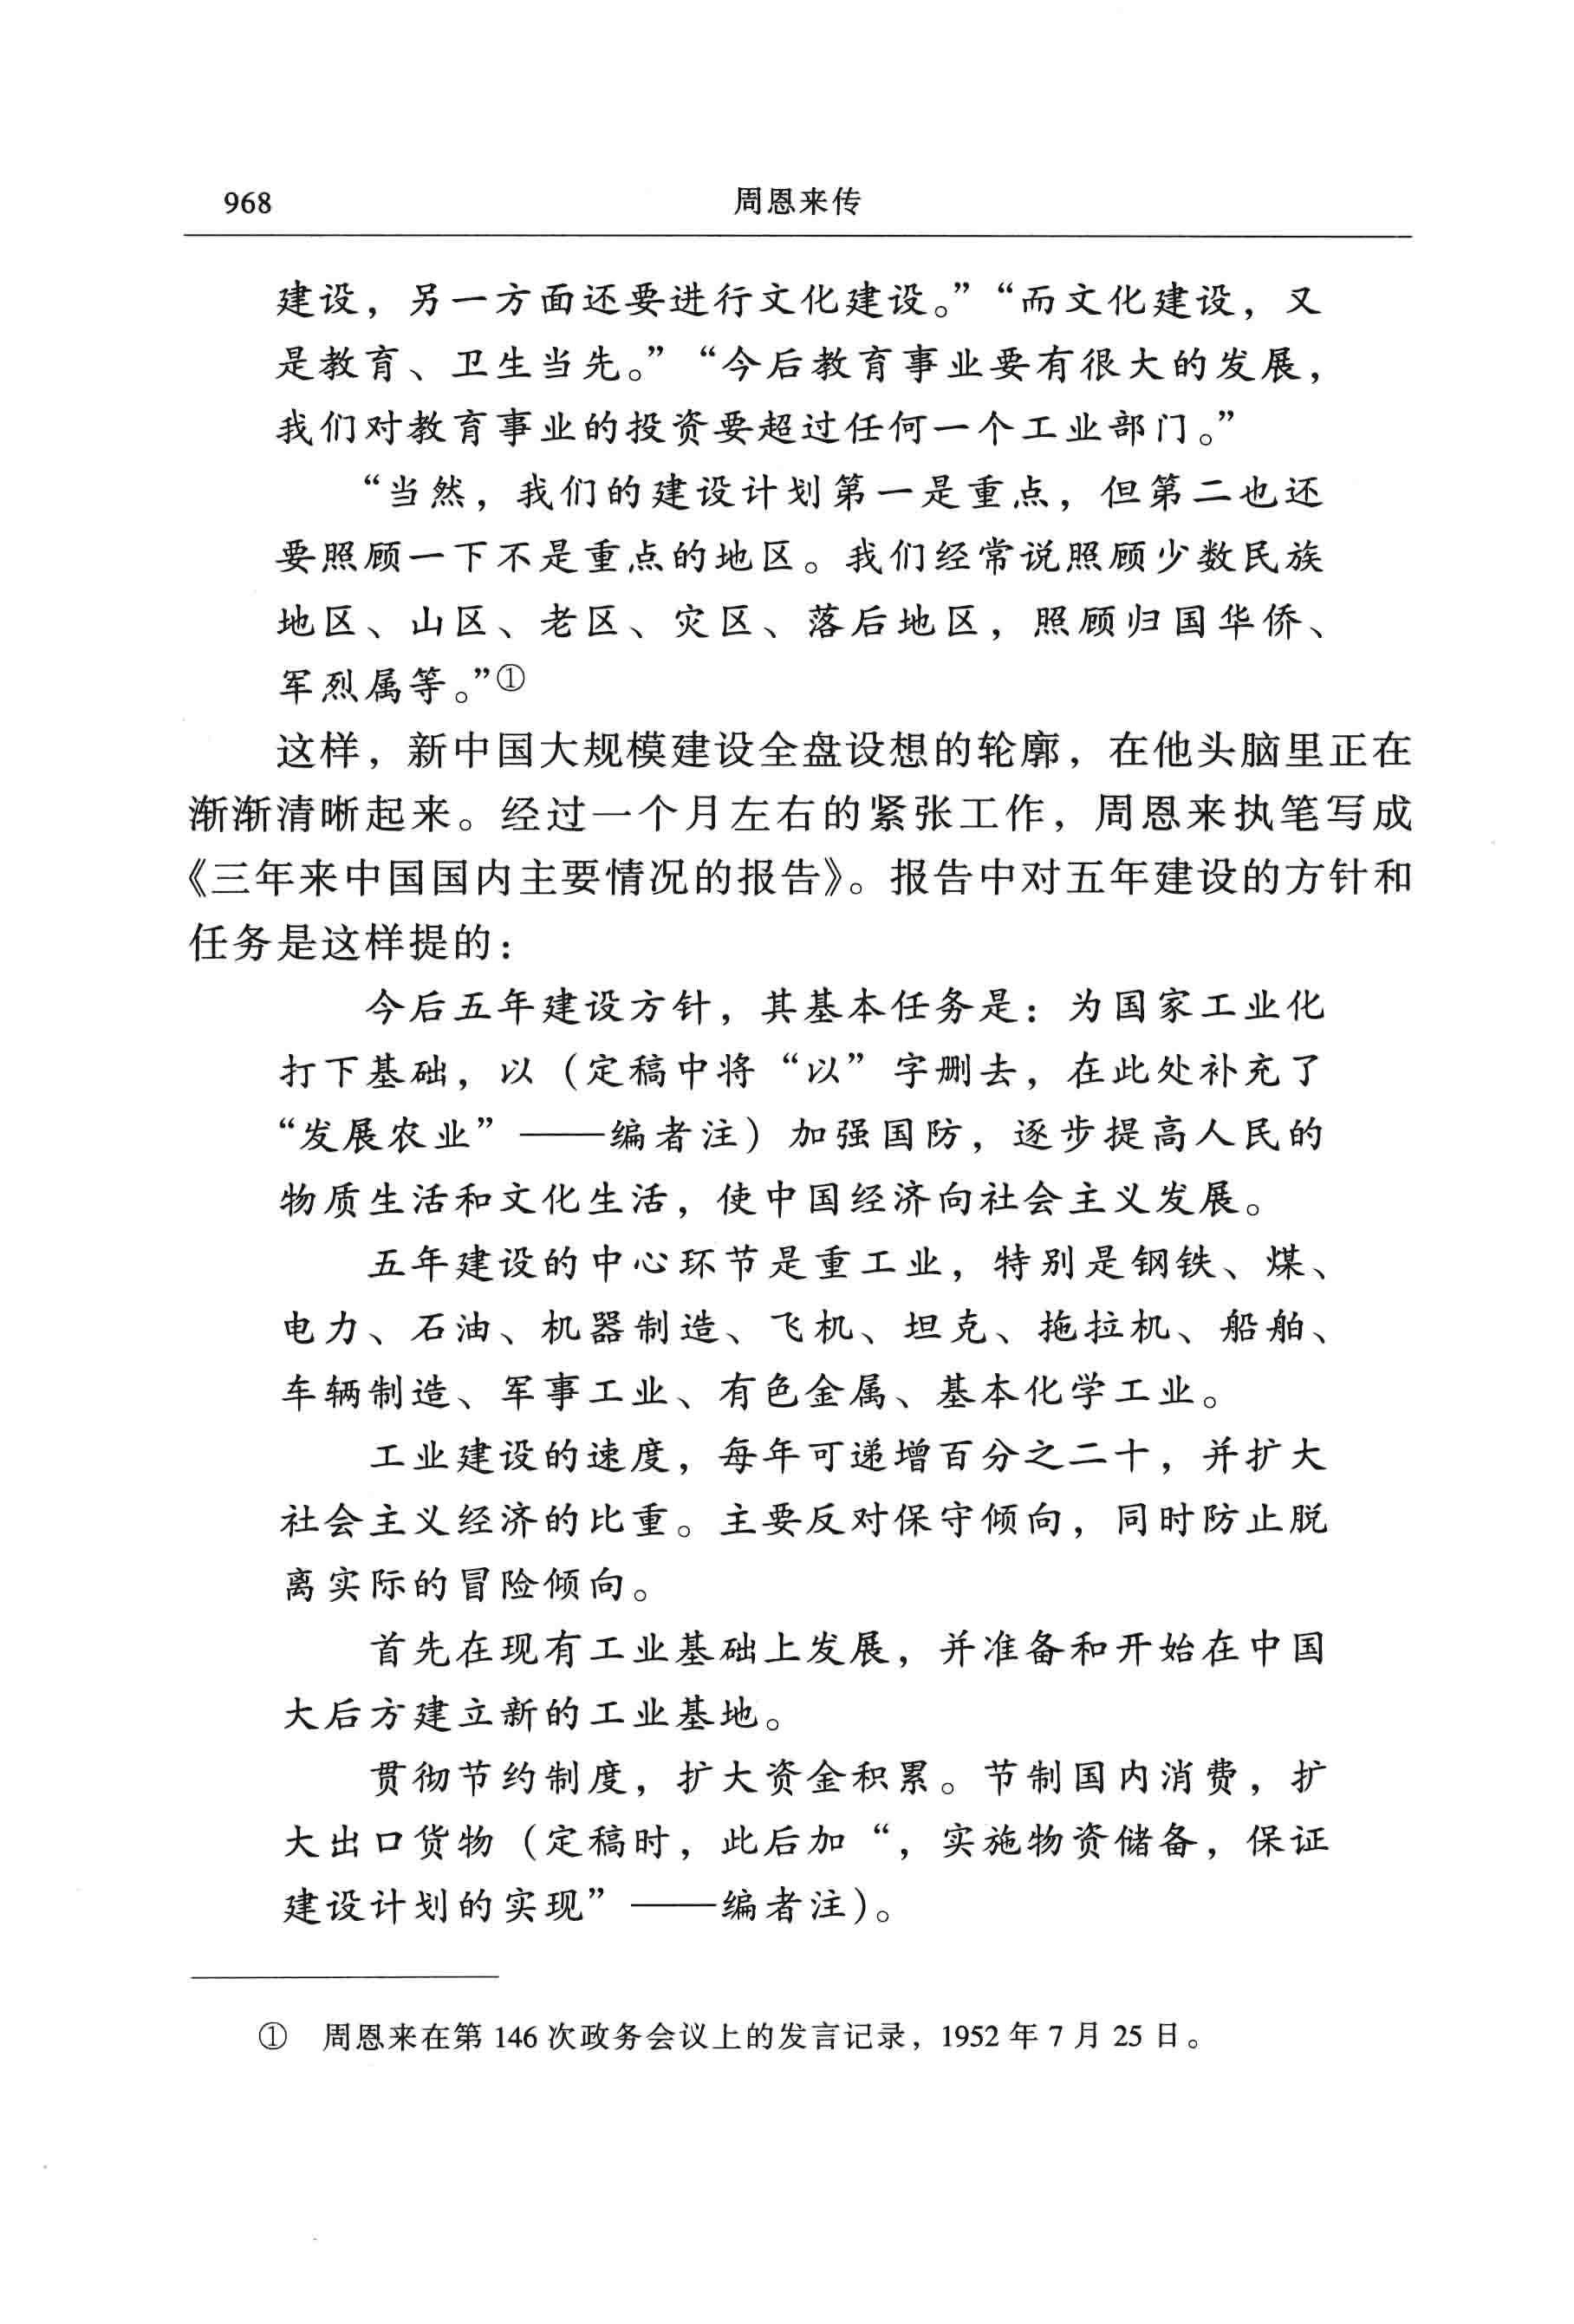 968
周恩来传
建设，另一方面还要进行文化建设。”“而文化建设，又
是教育、卫生当先。”“今后教育事业要有很大的发展，
我们对教育事业的投资要超过任何一个工业部门。”
“当然，我们的建设计划第一是重点，但第二也还
要照顾一下不是重点的地区。我们经常说照顾少数民族
地区、山区、老区、灾区、落后地区，照顾归国华侨、
军烈属等。”①
这样，新中国大规模建设全盘设想的轮廓，在他头脑里正在
渐渐清晰起来。经过一个月左右的紧张工作，周恩来执笔写成
《三年来中国国内主要情况的报告》。报告中对五年建设的方针和
任务是这样提的：
今后五年建设方针，其基本任务是：为国家工业化
打下基础，以（定稿中将“以”字删去，在此处补充了
“发展农业”——编者注）加强国防，逐步提高人民的
物质生活和文化生活，使中国经济向社会主义发展。
五年建设的中心环节是重工业，特别是钢铁、煤、
电力、石油、机器制造、飞机、坦克、拖拉机、船舶、
车辆制造、军事工业、有色金属、基本化学工业。
工业建设的速度，每年可递增百分之二十，并扩大
社会主义经济的比重。主要反对保守倾向，同时防止脱
离实际的冒险倾向。
首先在现有工业基础上发展，并准备和开始在中国
大后方建立新的工业基地。
贯彻节约制度，扩大资金积累。节制国内消费，扩
大出口货物（定稿时，此后加“，实施物资储备，保证
建设计划的实现”——编者注）。
① 周恩来在第 146 次政务会议上的发言记录，1952 年 7 月 25 日。